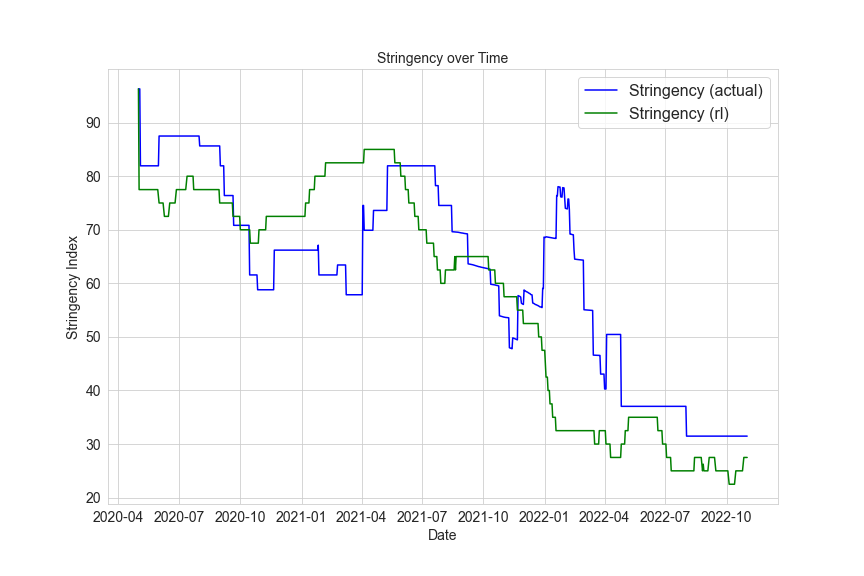 Stringency over Time
Stringency (actual)
Stringency (rl)
90
80
70
60
50
40
30
20
Stringency Index
2020-04 2020-07 2020-10 2021-01 2021-04 2021-07 2021-10 2022-01 2022-04 2022-07 2022-10
Date